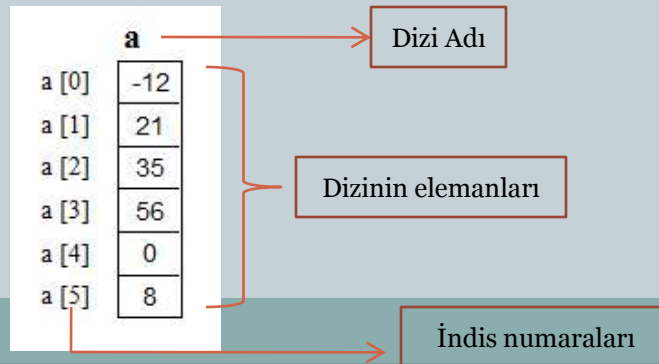 a
Dizi Adı
a [0] -12
a [1] 21
a [2] 35
a [3] 56
a [4] 0
a [5] 8
Dizinin elemanları
İndis numaraları